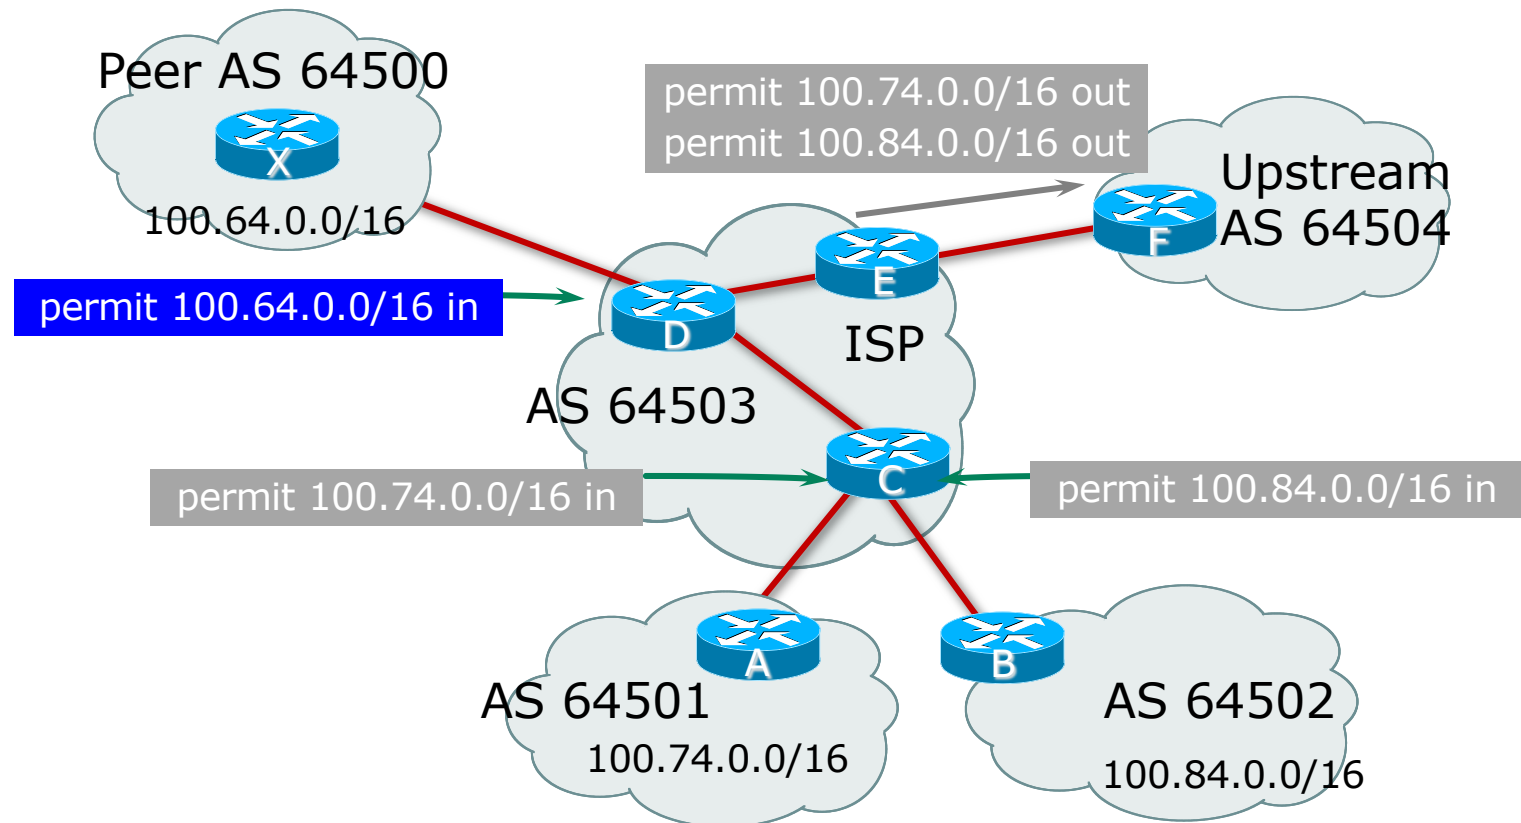 Peer AS 64500
X
100.64.0.0/16
permit 100.74.0.0/16 out
permit 100.84.0.0/16 out
Upstream
AS 64504
F
E
permit 100.64.0.0/16 in
D
ISP
AS 64503
C
permit 100.74.0.0/16 in
permit 100.84.0.0/16 in
A
AS 64501
100.74.0.0/16
B
AS 64502
100.84.0.0/16